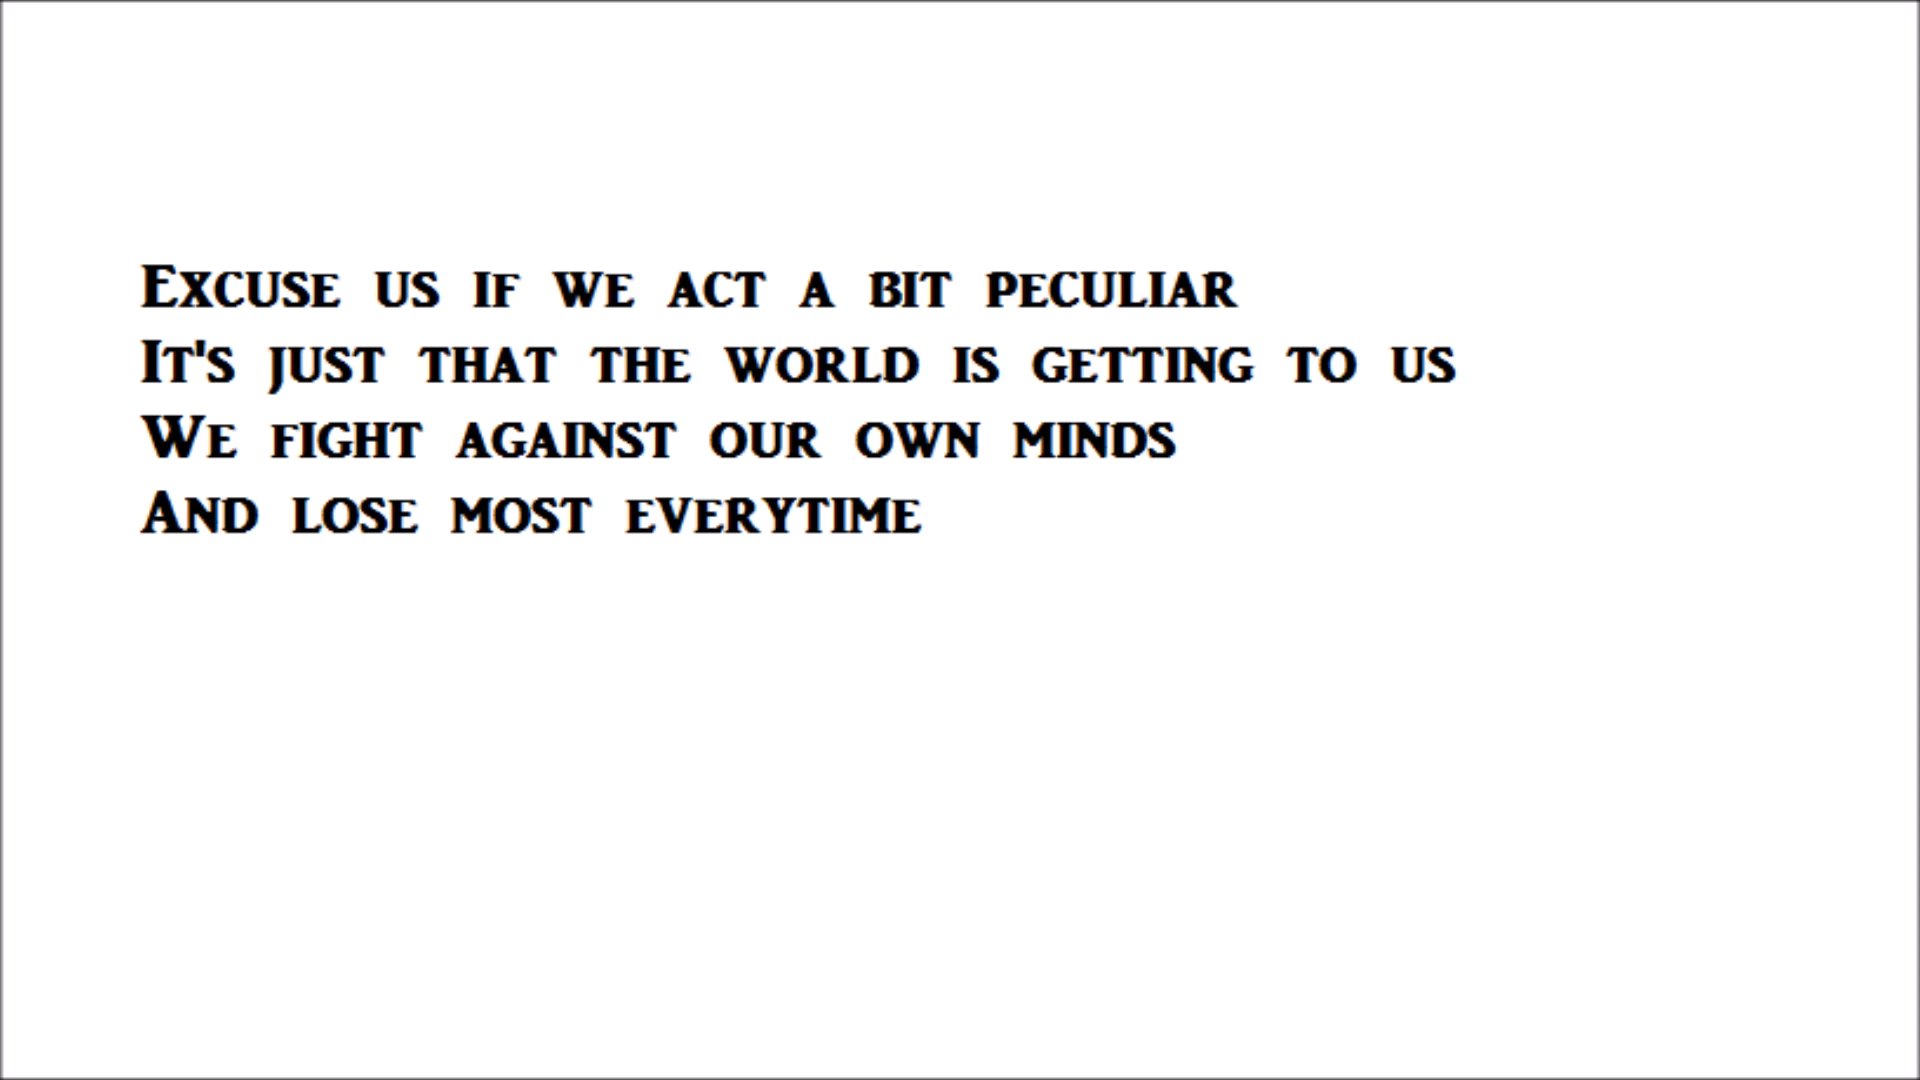 Excuse us if we act a bit peculiar
It's just that the world is getting to us
We fight against our own minds
And lose most everytime